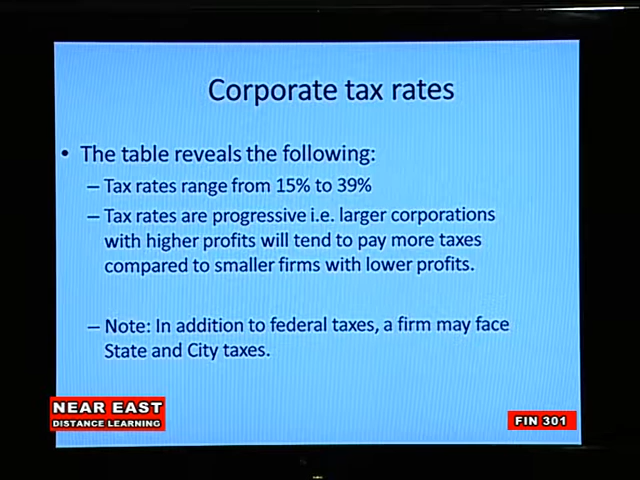 Corporate tax rates
• The table reveals the following:
– Tax rates range from 15% to 39%
– Tax rates are progressive i.e. larger corporations
with higher profits will tend to pay more taxes
compared to smaller firms with lower profits.
– Note: In addition to federal taxes, a firm may face
State and City taxes.
NEAR EAST
DISTANCE LEARNING
FIN 301